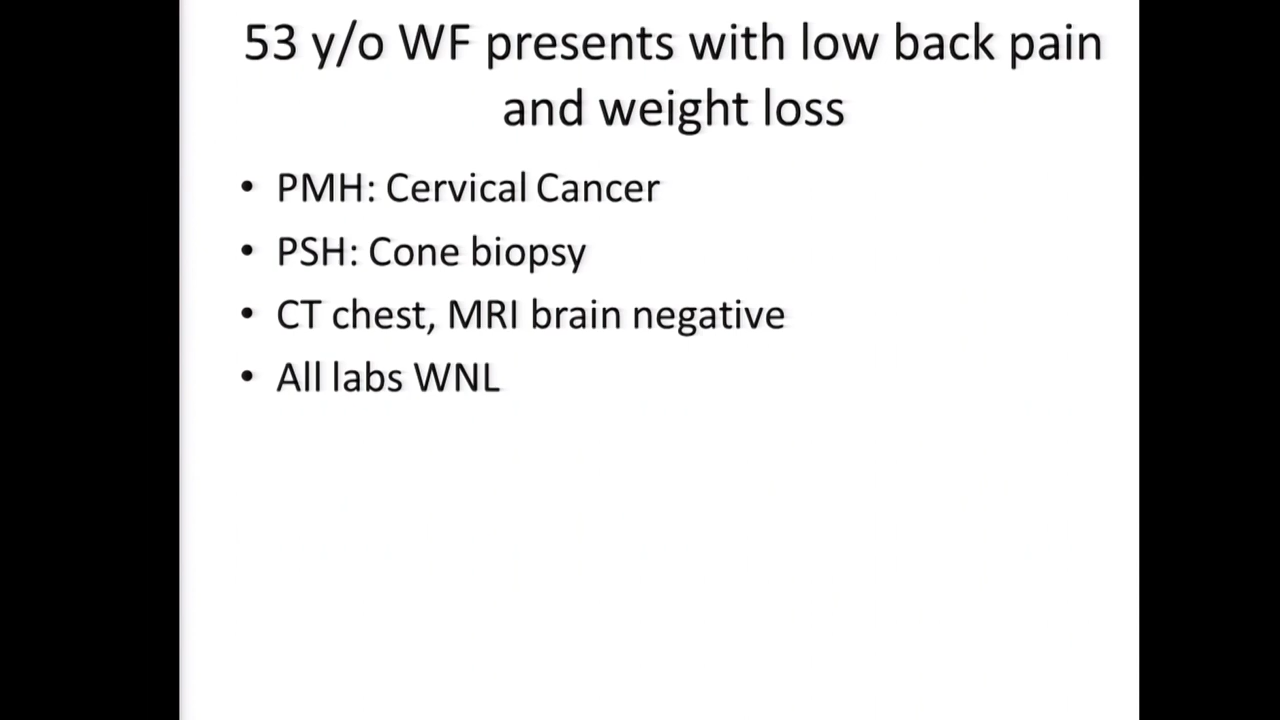 53 y/o WF presents with low back pain
and weight loss
• PMH: Cervical Cancer
• PSH: Cone biopsy
• CT chest, MRI brain negative
• All labs WNL